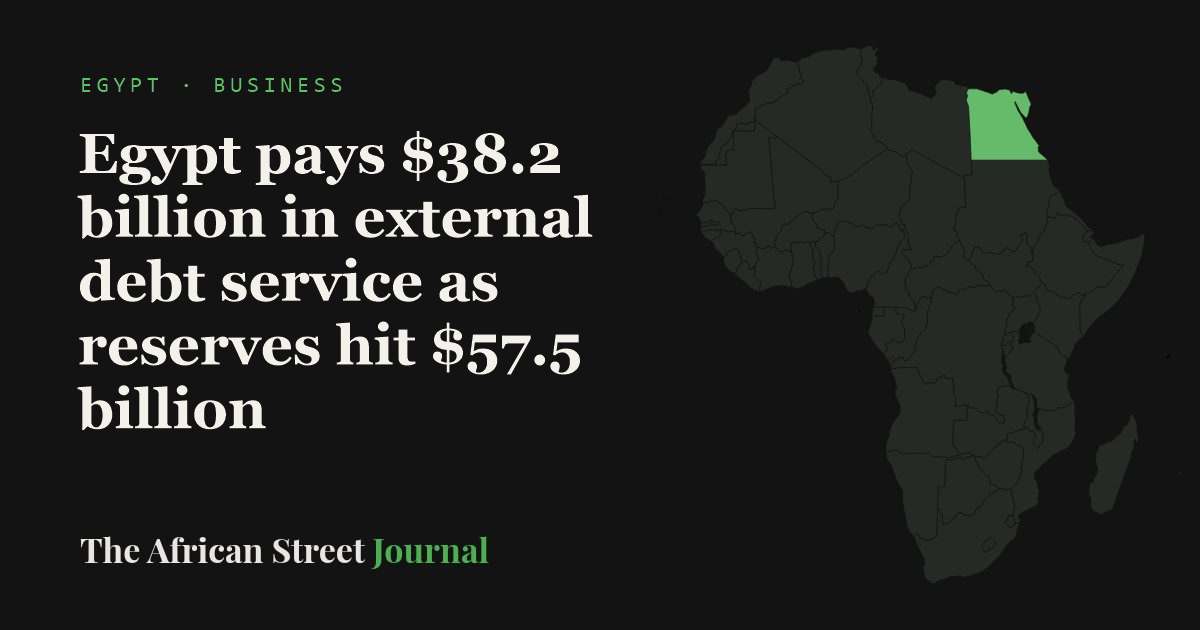 EGYPT · BUSINESS
Egypt pays $38.2
billion in external
debt service as
reserves hit $57.5
billion
The African Street Journal